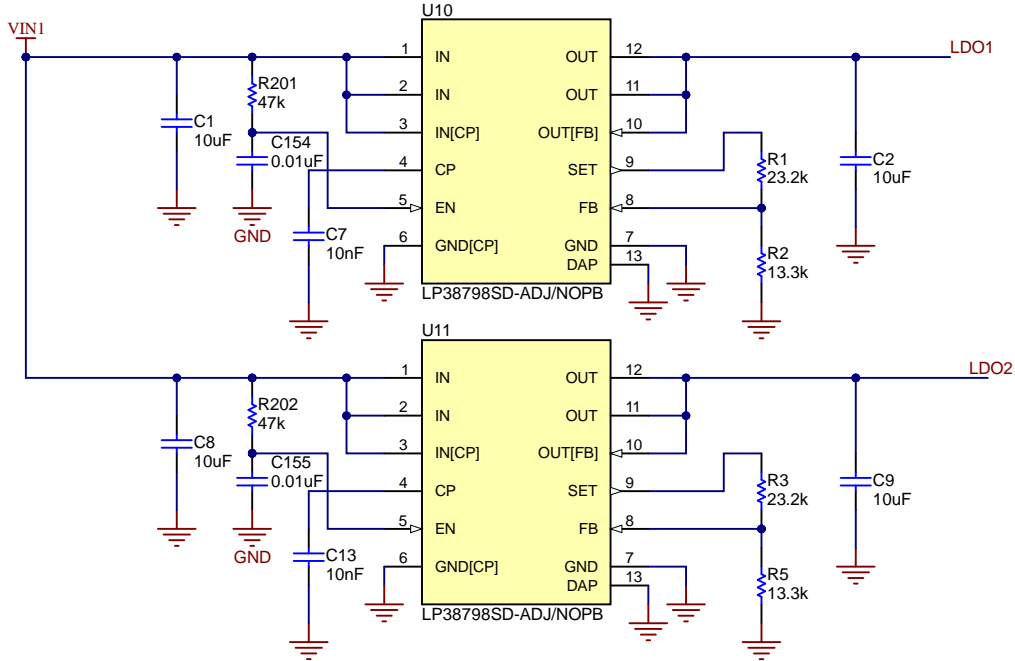 VIN1
U10
1 IN OUT 12 LDO1
2 IN OUT 11
3 IN[CP] OUT[FB] 10
4 CP SET 9
5 EN FB 8
6 GND[CP] GND 7
DAP 13
LP38798SD-ADJ/NOPB
C1
10uF
R201
47k
C154
0.01uF
GND
C7
10nF
R1
23.2k
R2
13.3k
C2
10uF
U11
1 IN OUT 12 LDO2
2 IN OUT 11
3 IN[CP] OUT[FB] 10
4 CP SET 9
5 EN FB 8
6 GND[CP] GND 7
DAP 13
LP38798SD-ADJ/NOPB
C8
10uF
R202
47k
C155
0.01uF
GND
C13
10nF
R3
23.2k
R5
13.3k
C9
10uF